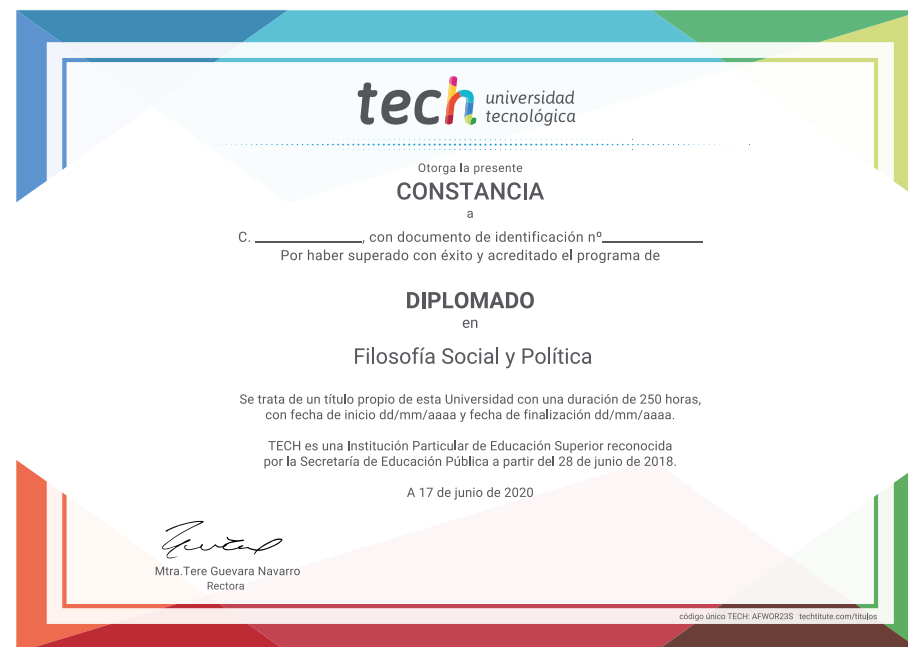 tech universidad
tecnológica
Otorga la presente
CONSTANCIA
a
C. ____________, con documento de identificación nº____________
Por haber superado con éxito y acreditado el programa de
DIPLOMADO
en
Filosofía Social y Política
Se trata de un título propio de esta Universidad con una duración de 250 horas,
con fecha de inicio dd/mm/aaaa y fecha de finalización dd/mm/aaaa.
TECH es una Institución Particular de Educación Superior reconocida
por la Secretaría de Educación Pública a partir del 28 de junio de 2018.
A 17 de junio de 2020
Mtra.Tere Guevara Navarro
Rectora
código único TECH: AFWOR23S techtitute.com/titulos